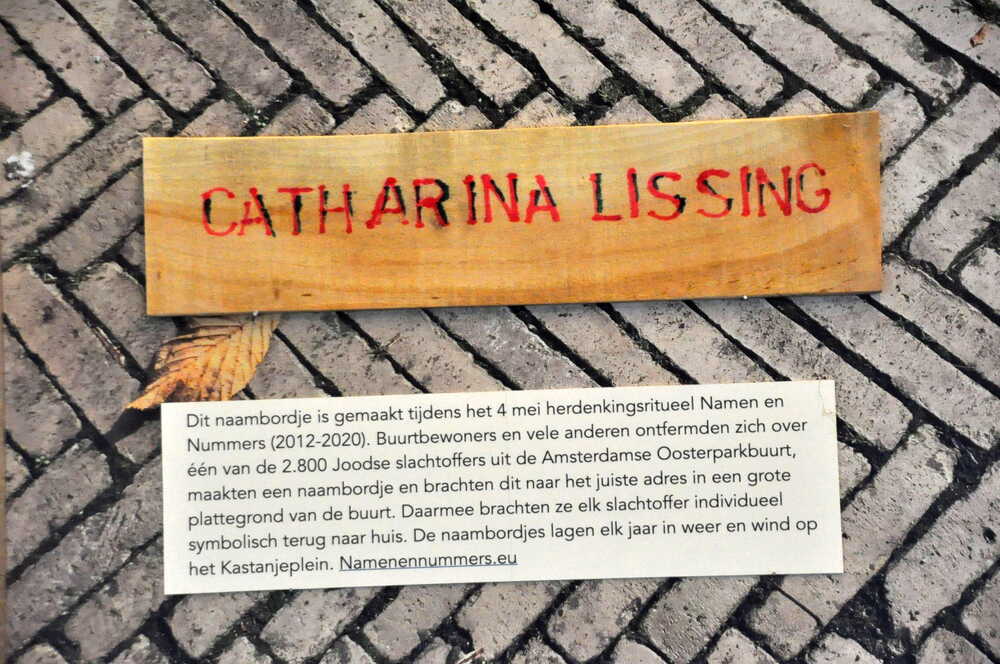 CATHARINA LISSING
Dit naambordje is gemaakt tijdens het 4 mei herdenkingsritueel Namen en
Nummers (2012-2020). Buurtbewoners en vele anderen ontfermden zich over
één van de 2.800 Joodse slachtoffers uit de Amsterdamse Oosterparkbuurt,
maakten een naambordje en brachten dit naar het juiste adres in een grote
plattegrond van de buurt. Daarmee brachten ze elk slachtoffer individueel
symbolisch terug naar huis. De naambordjes lagen elk jaar in weer en wind op
het Kastanjeplein. Namenennummers.eu